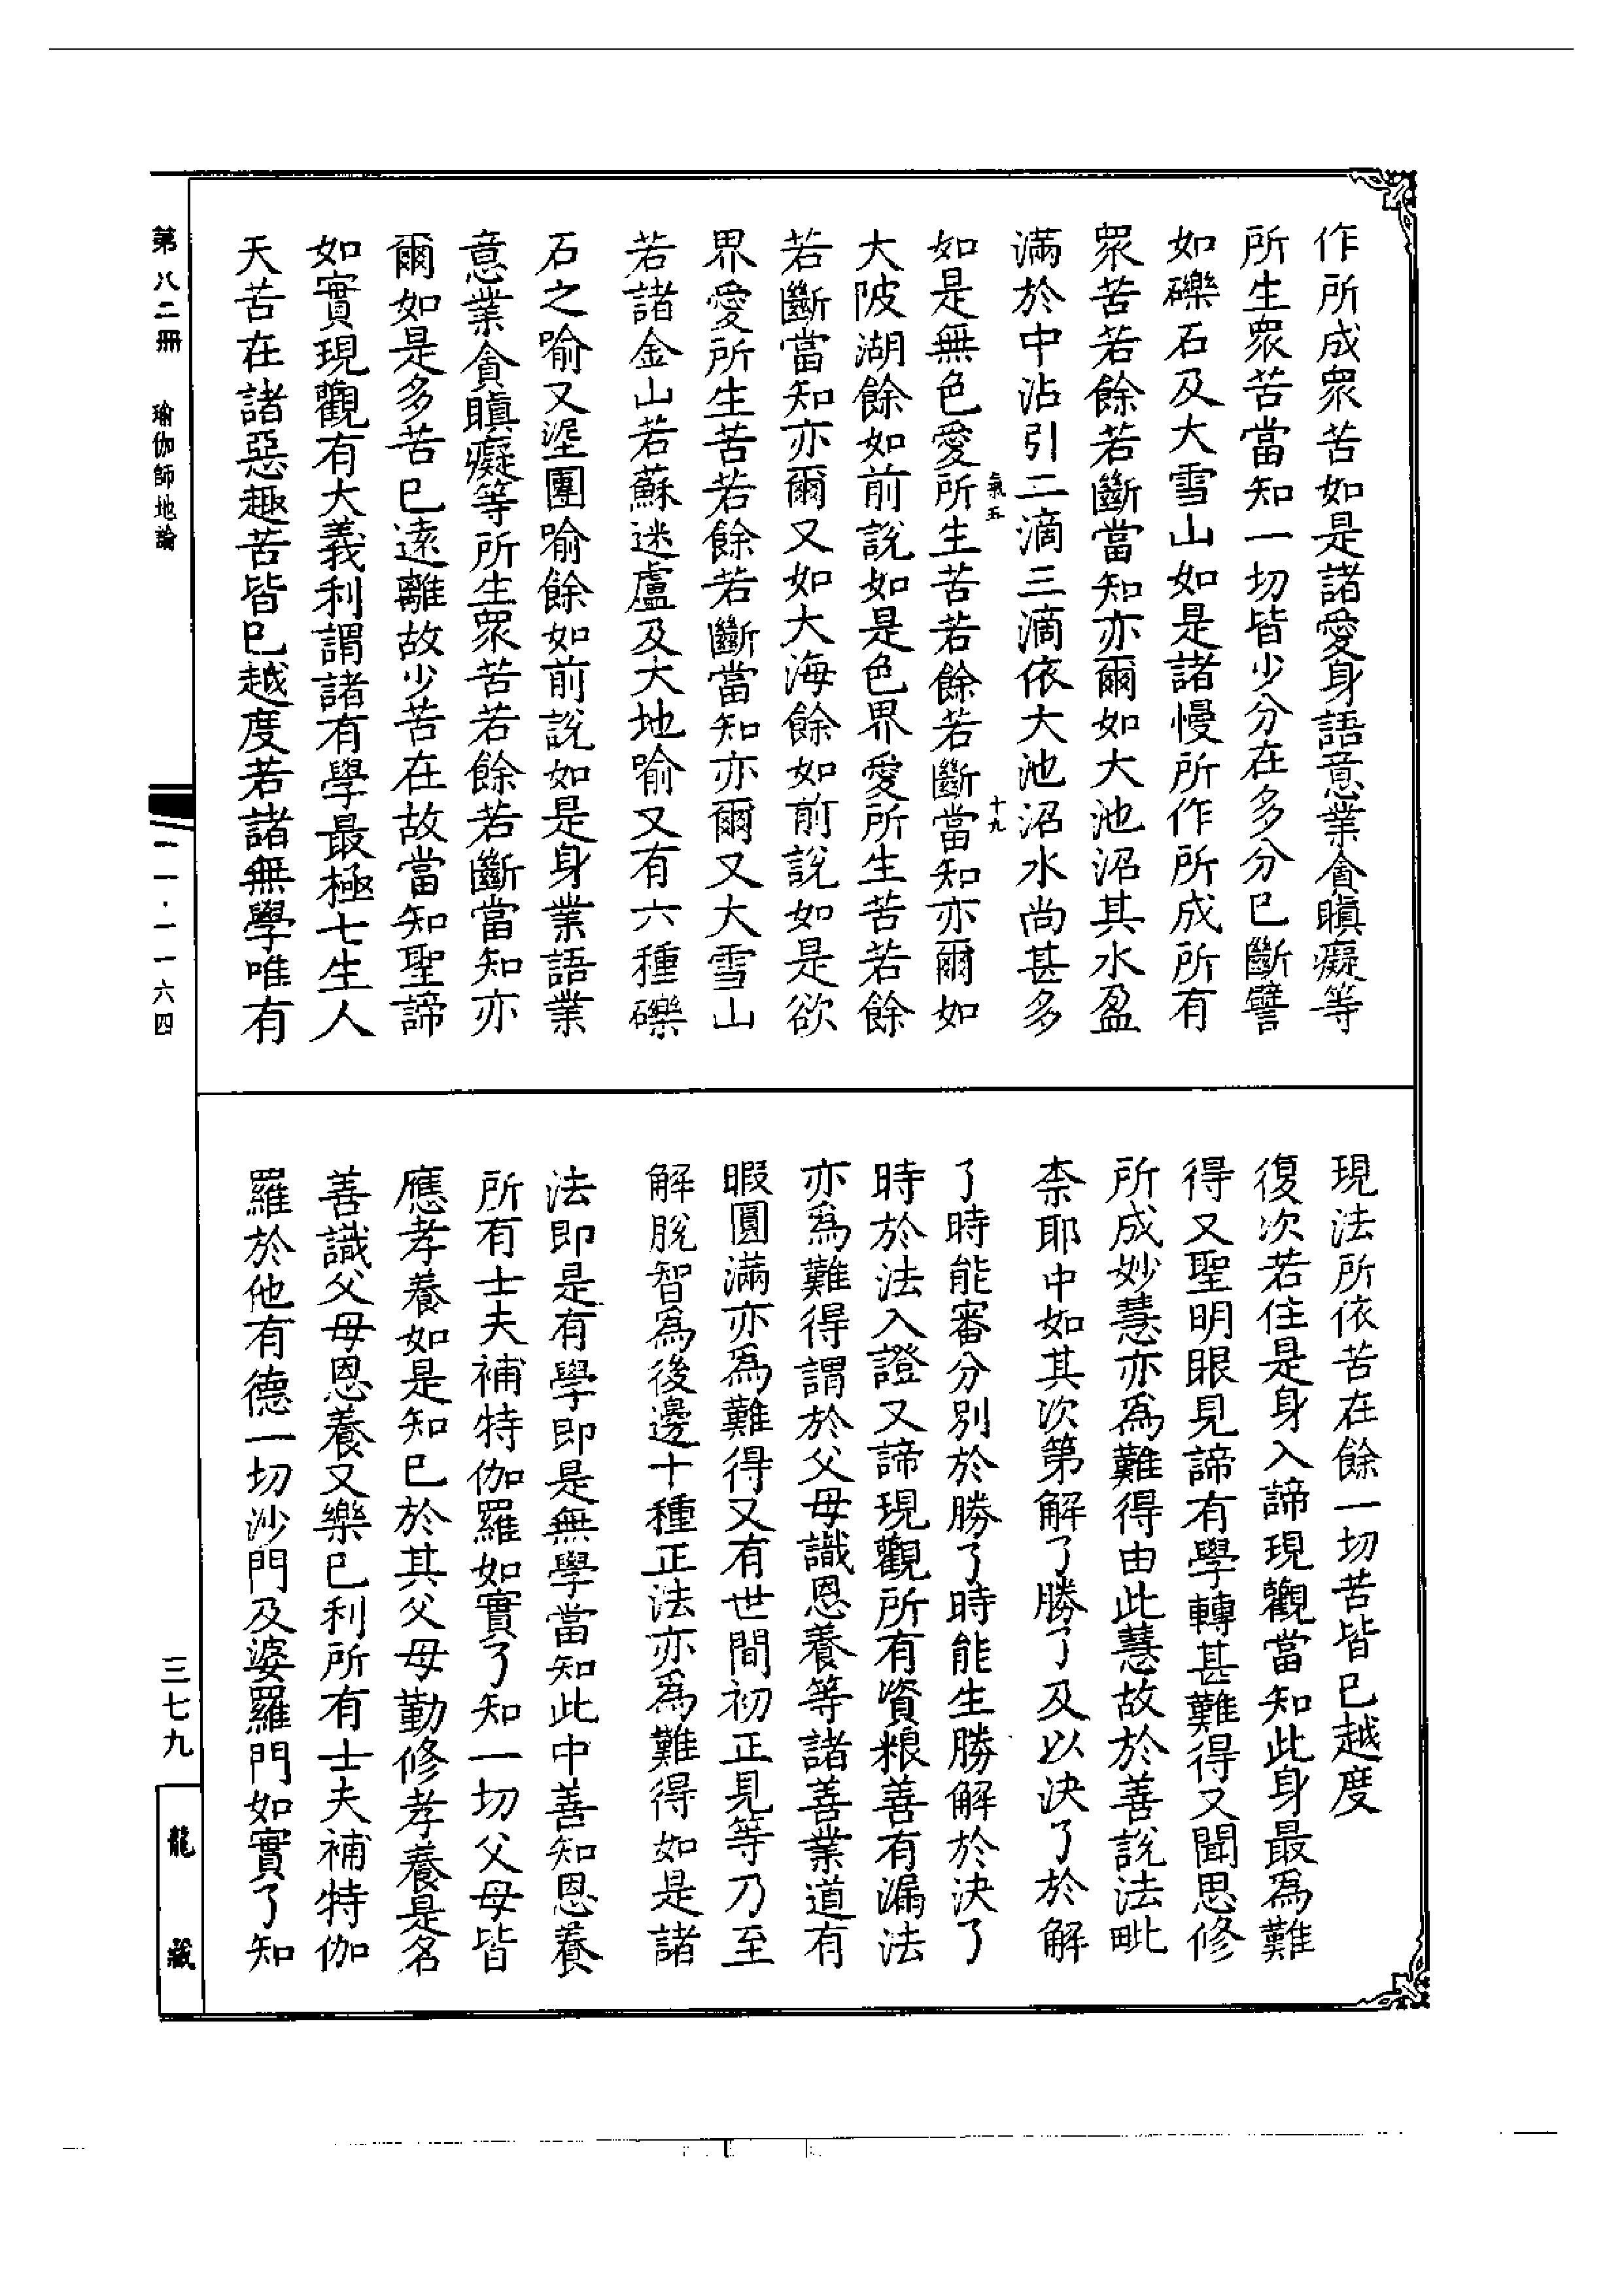 作所成眾苦如是諸愛身語意業貪瞋癡等
所生眾苦當知一切皆少分在多分已斷譬
如礫石及大雪山如是諸慢所作所成所有
眾苦若餘若斷當知亦爾如大池沼其水盈
滿於中沾引二滴三滴依大池沼水尚甚多
氣五
十九
如是無色愛所生苦若餘若斷當知亦爾如
大陂湖餘如前說如是色界愛所生苦若餘
若斷當知亦爾又如大海餘如前說如是欲
界愛所生苦若餘若斷當知亦爾又大雪山
若諸金山若蘇迷盧及大地喻又有六種礫
石之喻又埿團喻餘如前說如是身業語業
意業貪瞋癡等所生眾苦若餘若斷當知亦
爾如是多苦已遠離故少苦在故當知聖諦
如實現觀有大義利謂諸有學最極七生人
天苦在諸惡趣苦皆已越度若諸無學唯有
現法所依苦在餘一切苦皆已越度
復次若住是身入諦現觀當知此身最為難
得又聖明眼見諦有學轉甚難得又聞思修
所成妙慧亦為難得由此慧故於善說法毗
柰耶中如其次第解了勝了及以決了於解
了時能審分別於勝了時能生勝解於決了
時於法入證又諦現觀所有資粮善有漏法
亦為難得謂於父母識恩養等諸善業道有
暇圓滿亦為難得又有世間初正見等乃至
解脫智為後邊十種正法亦為難得如是諸
法即是有學即是無學當知此中善知恩養
所有士夫補特伽羅如實了知一切父母皆
應孝養如是知已於其父母勤修孝養是名
善識父母恩養又樂已利所有士夫補特伽
羅於他有德一切沙門及婆羅門如實了知
第八二冊　瑜伽師地論
二一·一一六四
三七九
龍藏